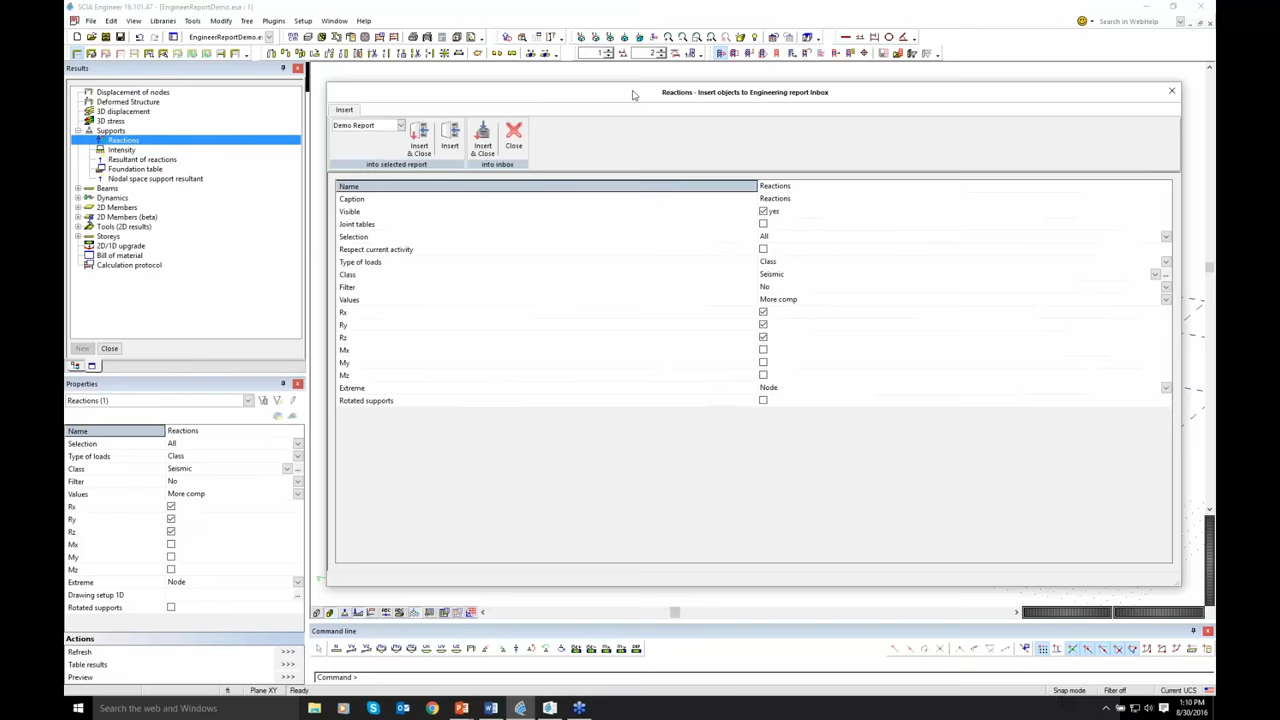 SCIA Engineer 16.101.47 - [EngineerReportDemo.esa : 1]
File Edit View Libraries Tools Modify Tree Plugins Setup Window Help
Search in WebHelp
EngineerReportDemo.es
1 2
Results
Displacement of nodes
Deformed Structure
3D displacement
3D stress
Supports
Reactions
Intensity
Resultant of reactions
Foundation table
Nodal space support resultant
Beams
Dynamics
2D Members
2D Members (beta)
Tools (2D results)
Storeys
2D/1D upgrade
Bill of material
Calculation protocol
New Close
Properties
Reactions (1)
Name Reactions
Selection All
Type of loads Class
Class Seismic ...
Filter No
Values More comp
Rx
Ry
Rz
Mx
My
Mz
Extreme Node
Drawing setup 1D ...
Rotated supports
Actions
Refresh >>>
Table results >>>
Preview >>>
Reactions - Insert objects to Engineering report Inbox
Insert
Demo Report
Insert & Close
Insert
Insert & Close
Close
into selected report into inbox
Name Reactions
Caption Reactions
Visible yes
Joint tables
Selection All
Respect current activity
Type of loads Class
Class Seismic ...
Filter No
Values More comp
Rx
Ry
Rz
Mx
My
Mz
Extreme Node
Rotated supports
Command line
Command >
ft Plane XY Ready Snap mode Filter off Current UCS
Search the web and Windows
1:10 PM
8/30/2016